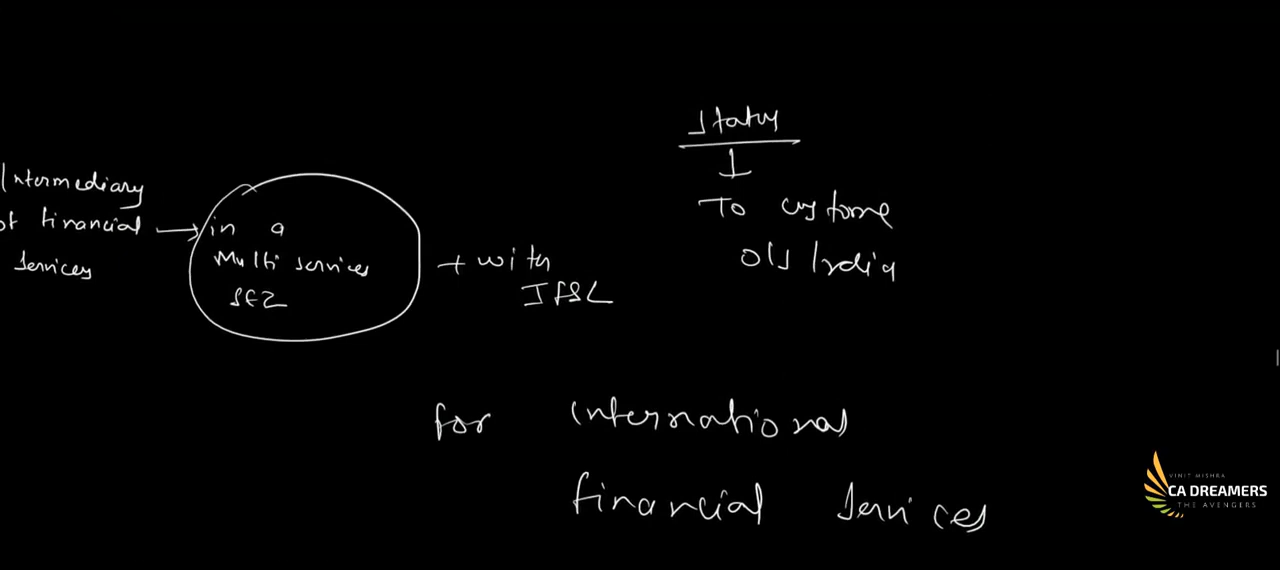 Intermediary
of financial
services
in a
Multi services
SEZ
+ with
IFSC
Status
To custome
O/s India
for international
financial services
VINIT MISHRA
CA DREAMERS
THE AVENGERS